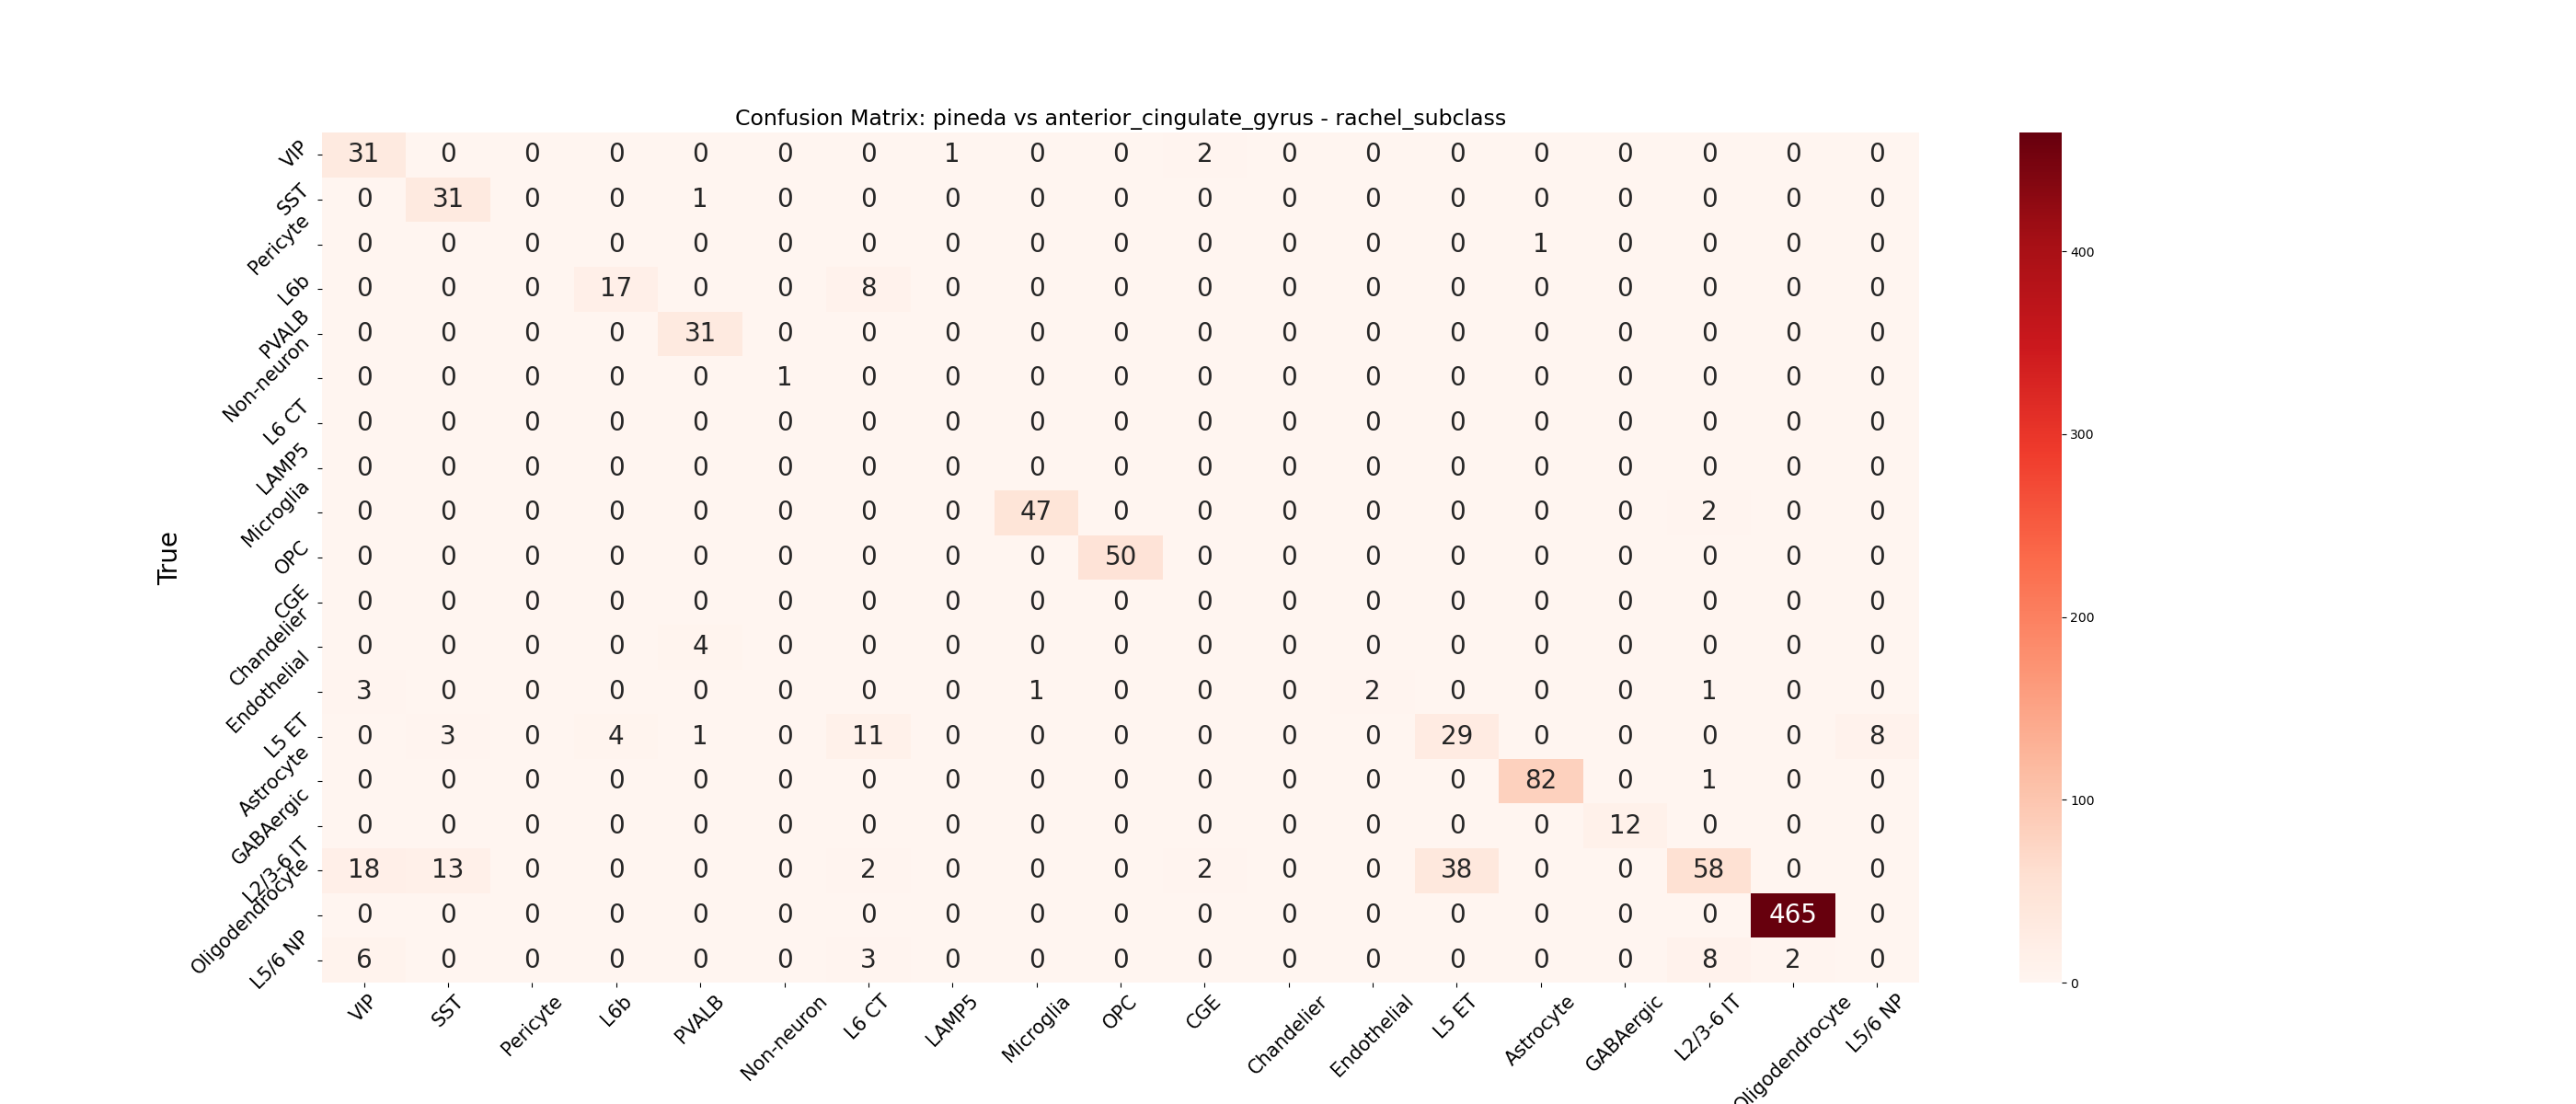 Confusion Matrix: pineda vs anterior_cingulate_gyrus - rachel_subclass
True
VIP 31 0 0 0 0 0 0 1 0 0 2 0 0 0 0 0 0 0 0
SST 0 31 0 0 1 0 0 0 0 0 0 0 0 0 0 0 0 0 0
Pericyte 0 0 0 0 0 0 0 0 0 0 0 0 0 0 1 0 0 0 0
L6b 0 0 0 17 0 0 8 0 0 0 0 0 0 0 0 0 0 0 0
PVALB 0 0 0 0 31 0 0 0 0 0 0 0 0 0 0 0 0 0 0
Non-neuron 0 0 0 0 0 1 0 0 0 0 0 0 0 0 0 0 0 0 0
L6 CT 0 0 0 0 0 0 0 0 0 0 0 0 0 0 0 0 0 0 0
LAMP5 0 0 0 0 0 0 0 0 0 0 0 0 0 0 0 0 0 0 0
Microglia 0 0 0 0 0 0 0 0 47 0 0 0 0 0 0 0 2 0 0
OPC 0 0 0 0 0 0 0 0 0 50 0 0 0 0 0 0 0 0 0
CGE 0 0 0 0 0 0 0 0 0 0 0 0 0 0 0 0 0 0 0
Chandelier 0 0 0 0 4 0 0 0 0 0 0 0 0 0 0 0 0 0 0
Endothelial 3 0 0 0 0 0 0 0 1 0 0 0 2 0 0 0 1 0 0
L5 ET 0 3 0 4 1 0 11 0 0 0 0 0 0 29 0 0 0 0 8
Astrocyte 0 0 0 0 0 0 0 0 0 0 0 0 0 0 82 0 1 0 0
GABAergic 0 0 0 0 0 0 0 0 0 0 0 0 0 0 0 12 0 0 0
L2/3-6 IT 18 13 0 0 0 0 2 0 0 0 2 0 0 38 0 0 58 0 0
Oligodendrocyte 0 0 0 0 0 0 0 0 0 0 0 0 0 0 0 0 0 465 0
L5/6 NP 6 0 0 0 0 0 3 0 0 0 0 0 0 0 0 0 8 2 0
VIP SST Pericyte L6b PVALB Non-neuron L6 CT LAMP5 Microglia OPC CGE Chandelier Endothelial L5 ET Astrocyte GABAergic L2/3-6 IT Oligodendrocyte L5/6 NP
400
300
200
100
0